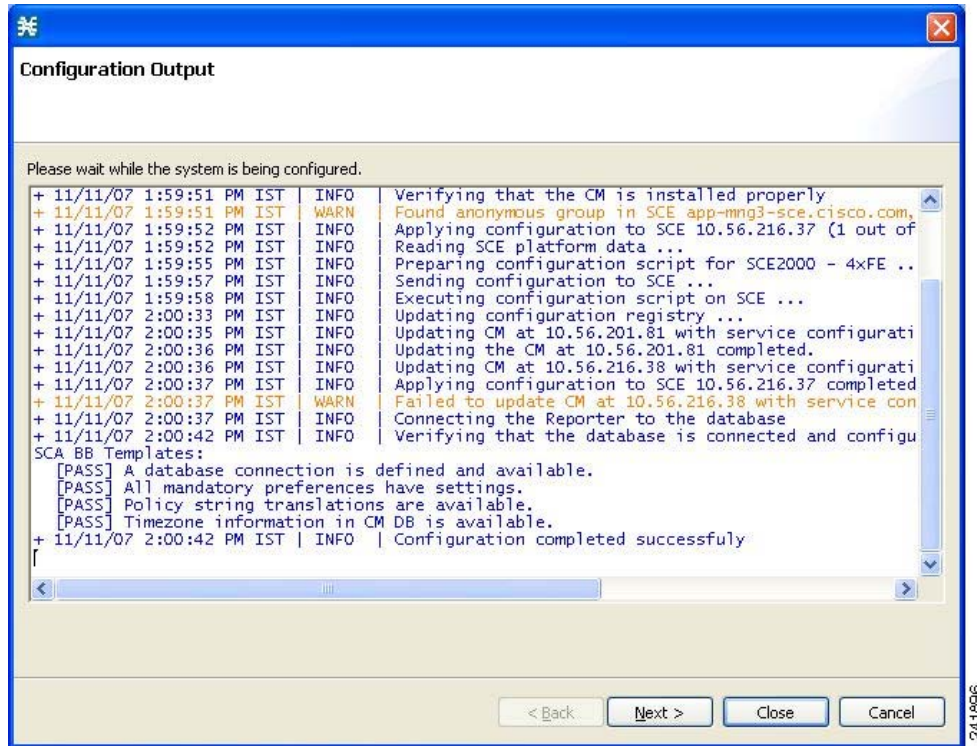 Configuration Output
Please wait while the system is being configured.
+ 11/11/07 1:59:51 PM IST | INFO | Verifying that the CM is installed properly
+ 11/11/07 1:59:51 PM IST | WARN | Found anonymous group in SCE app-mng3-sce.cisco.com,
+ 11/11/07 1:59:52 PM IST | INFO | Applying configuration to SCE 10.56.216.37 (1 out of
+ 11/11/07 1:59:52 PM IST | INFO | Reading SCE platform data ...
+ 11/11/07 1:59:55 PM IST | INFO | Preparing configuration script for SCE2000 - 4xFE ..
+ 11/11/07 1:59:57 PM IST | INFO | Sending configuration to SCE ...
+ 11/11/07 1:59:58 PM IST | INFO | Executing configuration script on SCE ...
+ 11/11/07 2:00:33 PM IST | INFO | Updating configuration registry ...
+ 11/11/07 2:00:35 PM IST | INFO | Updating CM at 10.56.201.81 with service configurati
+ 11/11/07 2:00:36 PM IST | INFO | Updating the CM at 10.56.201.81 completed.
+ 11/11/07 2:00:36 PM IST | INFO | Updating CM at 10.56.216.38 with service configurati
+ 11/11/07 2:00:37 PM IST | INFO | Applying configuration to SCE 10.56.216.37 completed
+ 11/11/07 2:00:37 PM IST | WARN | Failed to update CM at 10.56.216.38 with service con
+ 11/11/07 2:00:37 PM IST | INFO | Connecting the Reporter to the database
+ 11/11/07 2:00:42 PM IST | INFO | Verifying that the database is connected and configu
SCA BB Templates:
[PASS] A database connection is defined and available.
[PASS] All mandatory preferences have settings.
[PASS] Policy string translations are available.
[PASS] Timezone information in CM DB is available.
+ 11/11/07 2:00:42 PM IST | INFO | Configuration completed successfuly
< Back
Next >
Close
Cancel
241896